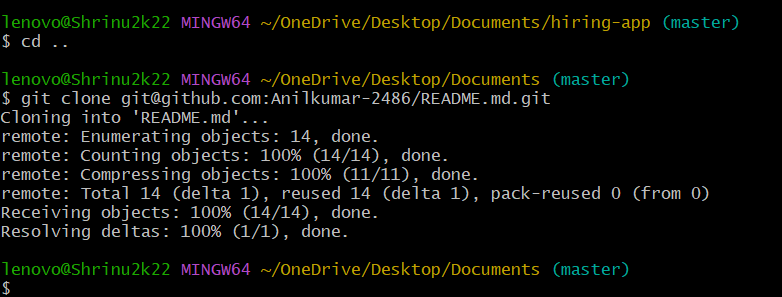 lenovo@Shrinu2k22 MINGW64 ~/OneDrive/Desktop/Documents/hiring-app (master)
$ cd ..
lenovo@Shrinu2k22 MINGW64 ~/OneDrive/Desktop/Documents (master)
$ git clone git@github.com:Anilkumar-2486/README.md.git
Cloning into 'README.md'...
remote: Enumerating objects: 14, done.
remote: Counting objects: 100% (14/14), done.
remote: Compressing objects: 100% (11/11), done.
remote: Total 14 (delta 1), reused 14 (delta 1), pack-reused 0 (from 0)
Receiving objects: 100% (14/14), done.
Resolving deltas: 100% (1/1), done.
lenovo@Shrinu2k22 MINGW64 ~/OneDrive/Desktop/Documents (master)
$